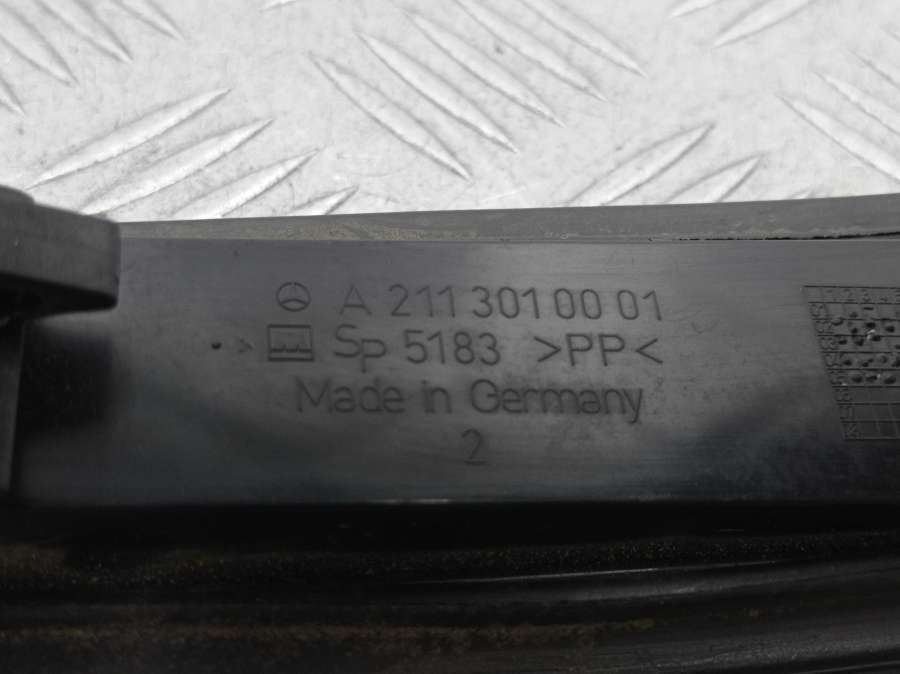 A 211 301 00 01
Sp 5183 >PP<
Made in Germany
2